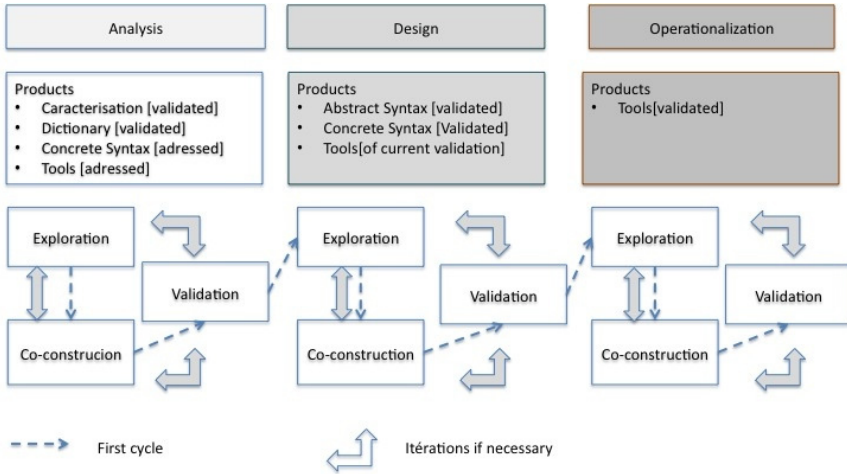 Analysis
Design
Operationalization
Products
• Caracterisation [validated]
• Dictionary [validated]
• Concrete Syntax [adressed]
• Tools [adressed]
Products
• Abstract Syntax [validated]
• Concrete Syntax [Validated]
• Tools[of current validation]
Products
• Tools[validated]
Exploration
Validation
Co-construcion
Exploration
Validation
Co-construction
Exploration
Validation
Co-construction
First cycle
Itérations if necessary